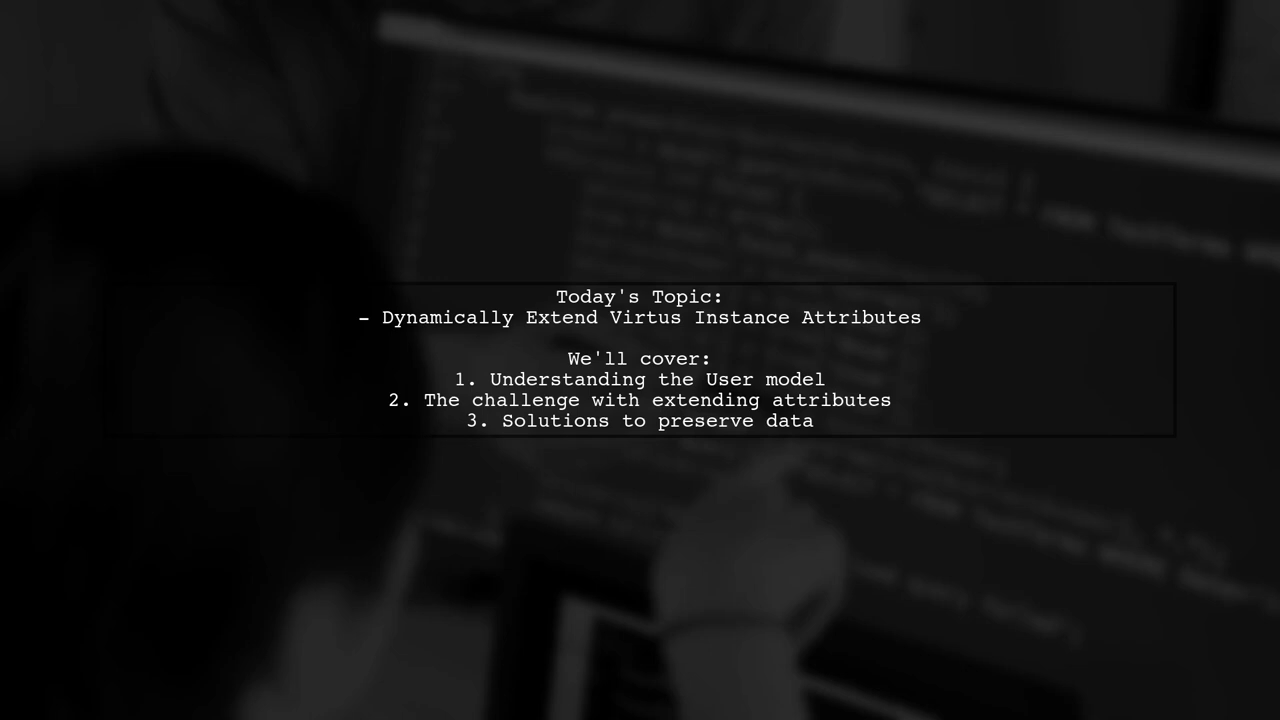 Today's Topic:
- Dynamically Extend Virtus Instance Attributes
We'll cover:
1. Understanding the User model
2. The challenge with extending attributes
3. Solutions to preserve data